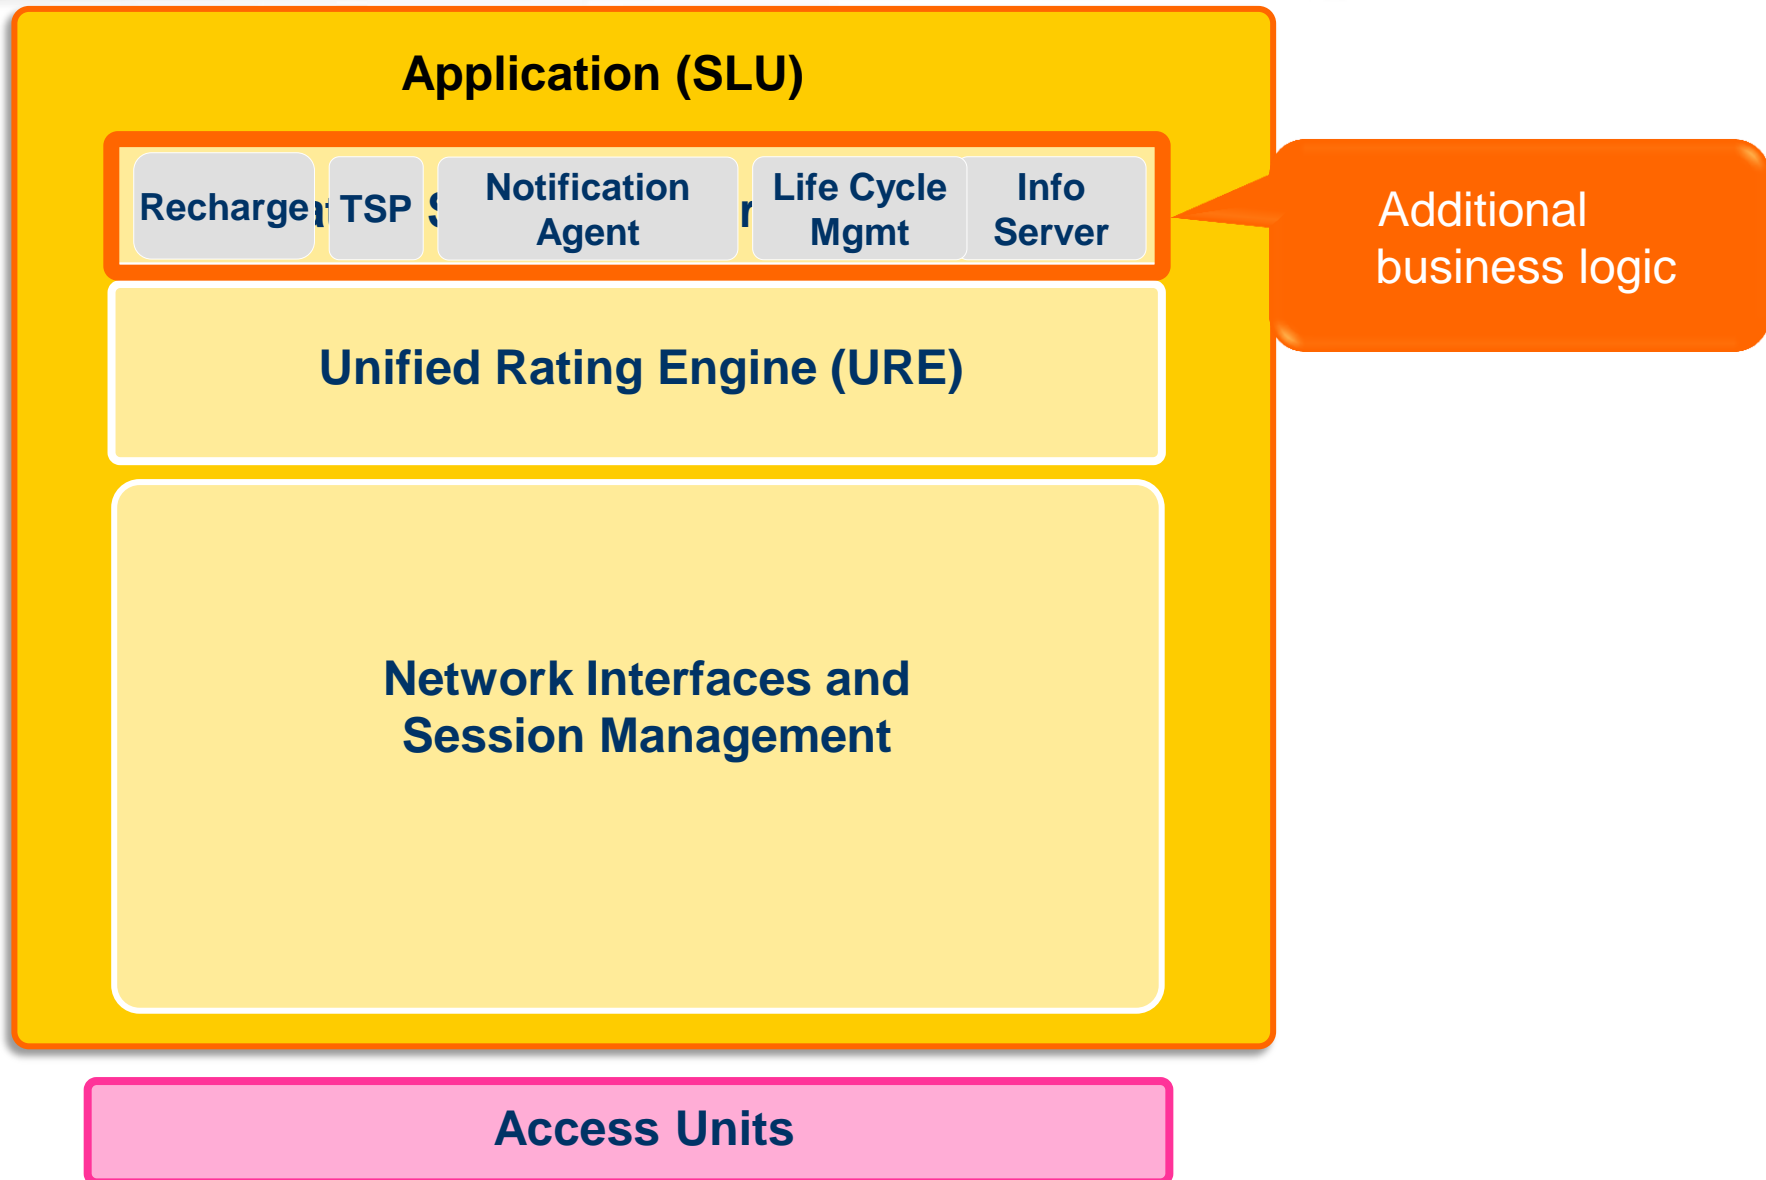 Application (SLU)
Recharge TSP Notification Agent Life Cycle Mgmt Info Server
Additional
business logic
Unified Rating Engine (URE)
Network Interfaces and
Session Management
Access Units